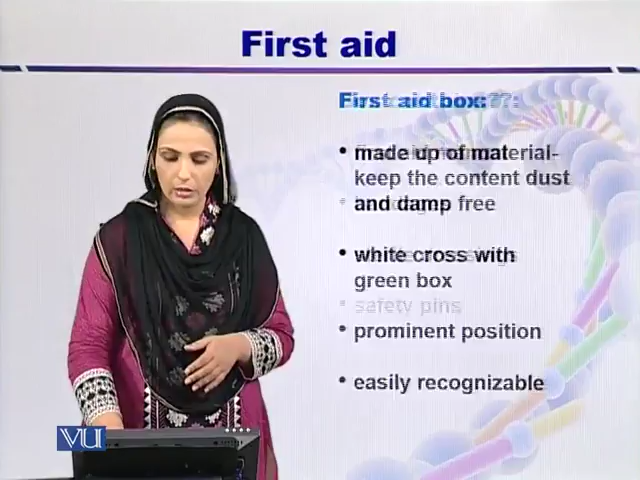 First aid
First aid box:
• made up of material-
keep the content dust
and damp free
• white cross with
green box
safety pins
• prominent position
• easily recognizable
VU